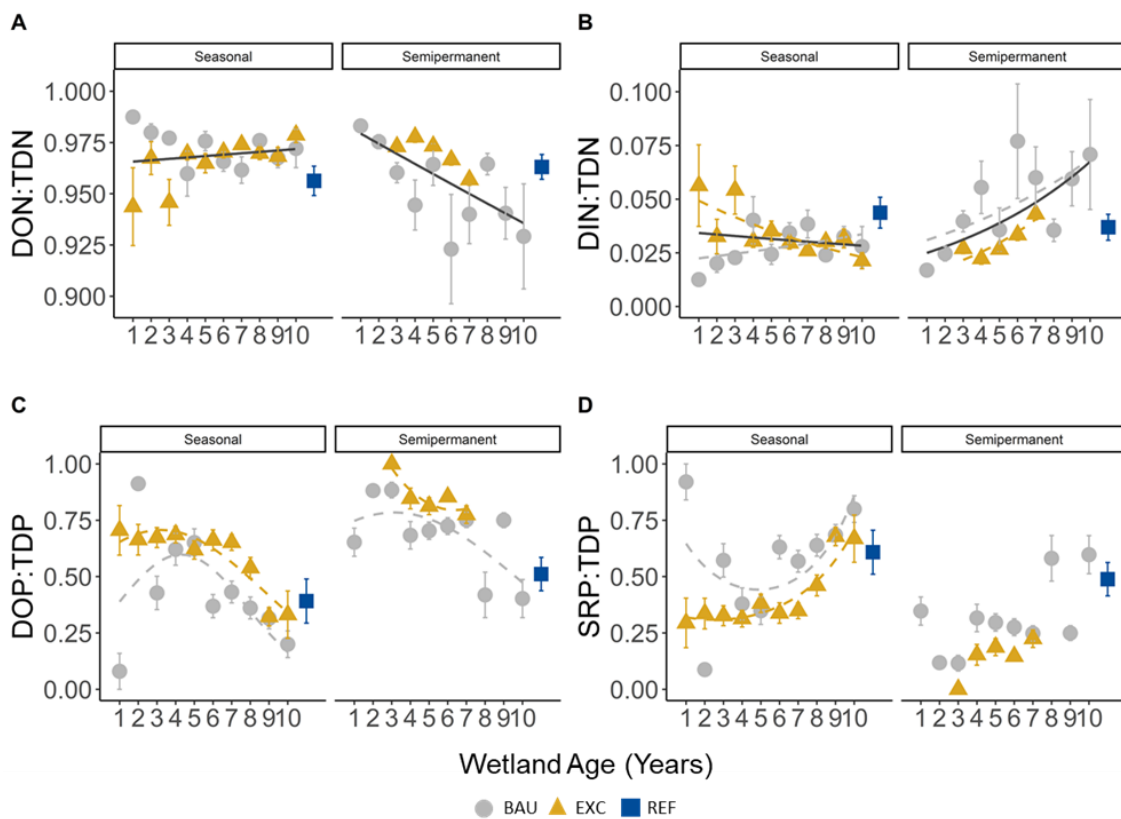 A
B
Seasonal
Semipermanent
Seasonal
Semipermanent
DON:TDN
1.000
0.975
0.950
0.925
0.900
1 2 3 4 5 6 7 8 9 10
1 2 3 4 5 6 7 8 9 10
DIN:TDN
0.100
0.075
0.050
0.025
0.000
1 2 3 4 5 6 7 8 9 10
1 2 3 4 5 6 7 8 9 10
C
D
Seasonal
Semipermanent
Seasonal
Semipermanent
DOP:TDP
1.00
0.75
0.50
0.25
0.00
1 2 3 4 5 6 7 8 9 10
1 2 3 4 5 6 7 8 9 10
SRP:TDP
1.00
0.75
0.50
0.25
0.00
1 2 3 4 5 6 7 8 9 10
1 2 3 4 5 6 7 8 9 10
Wetland Age (Years)
BAU EXC REF